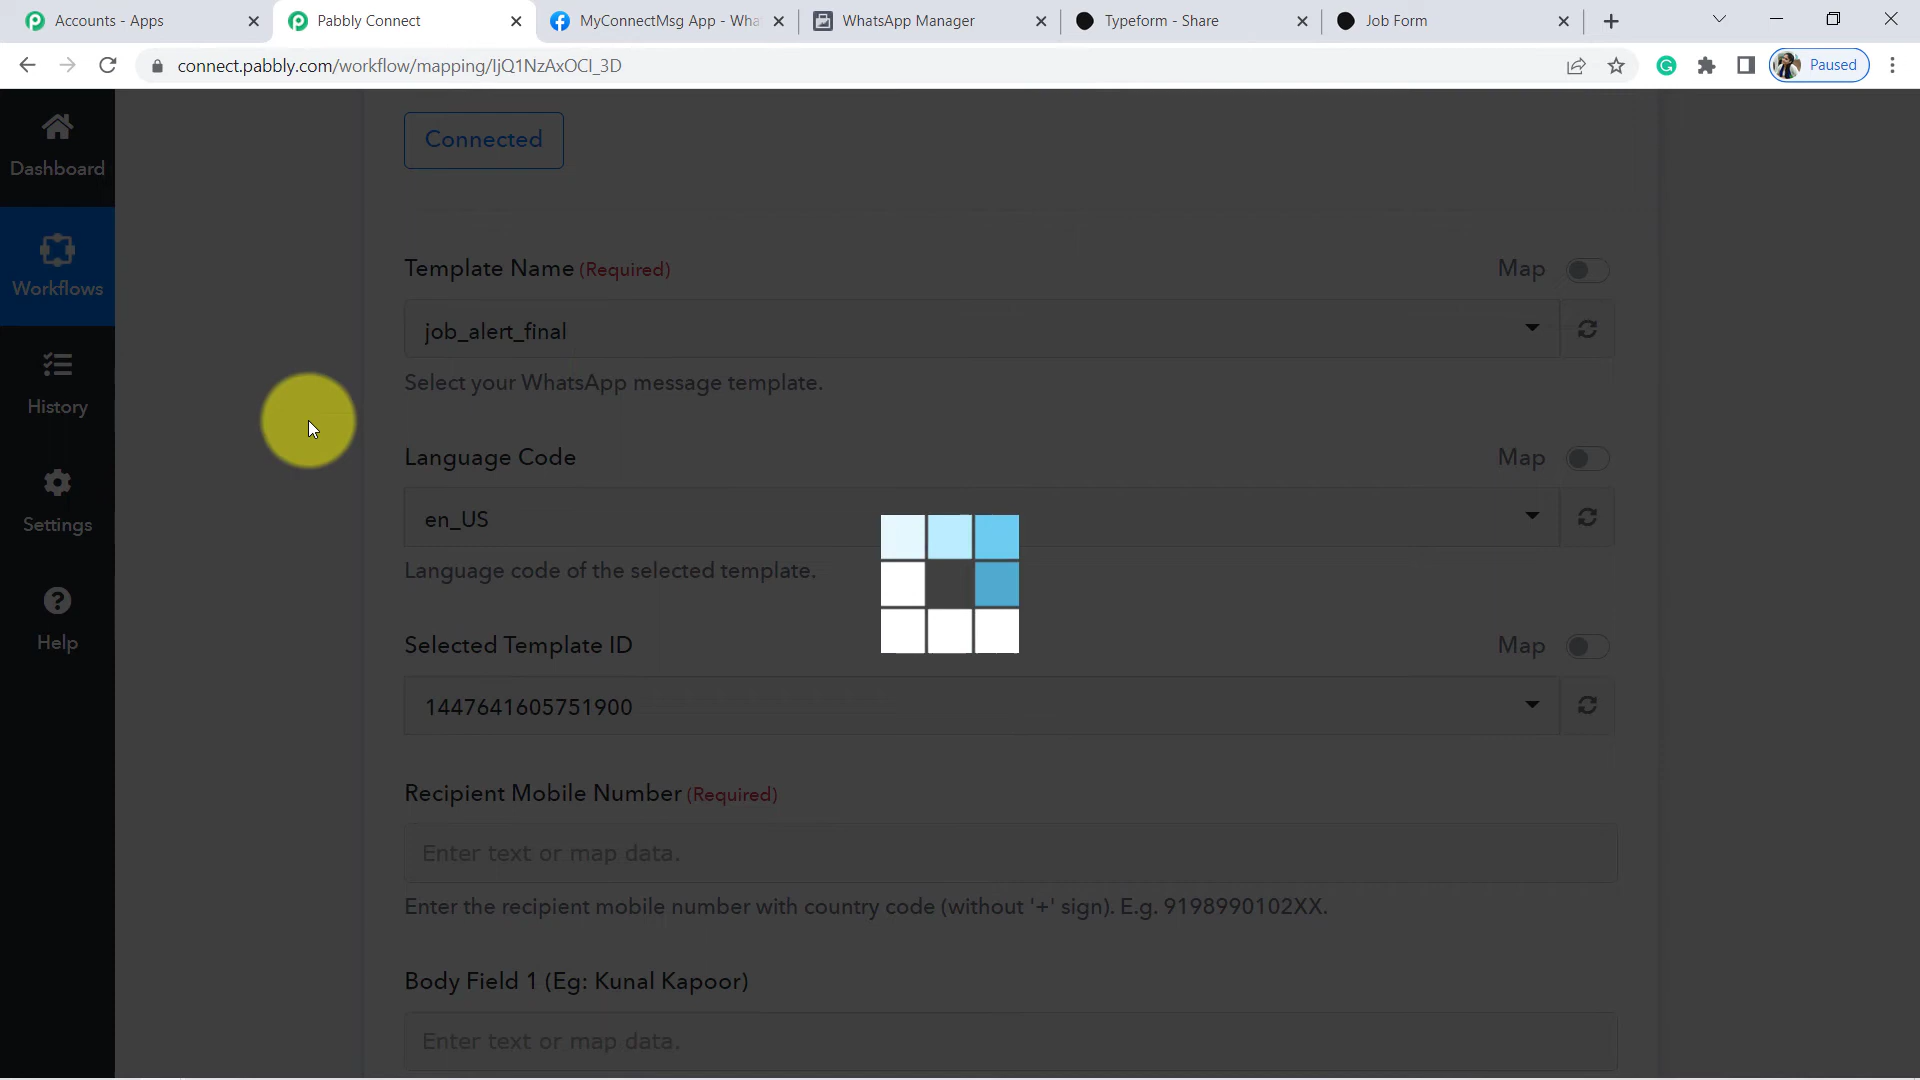 Accounts - Apps
Pabbly Connect
MyConnectMsg App - Wha
WhatsApp Manager
Typeform - Share
Job Form
connect.pabbly.com/workflow/mapping/IjQ1NzAxOCI_3D
Paused
Dashboard
Workflows
History
Settings
Help
Connected
Template Name (Required)
Map
job_alert_final
Select your WhatsApp message template.
Language Code
Map
en_US
Language code of the selected template.
Selected Template ID
Map
1447641605751900
Recipient Mobile Number (Required)
Enter text or map data.
Enter the recipient mobile number with country code (without '+' sign). E.g. 9198990102XX.
Body Field 1 (Eg: Kunal Kapoor)
Enter text or map data.